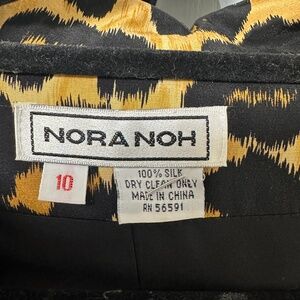 NORA NOH
10
100% SILK
DRY CLEAN ONLY
MADE IN CHINA
RN 56591